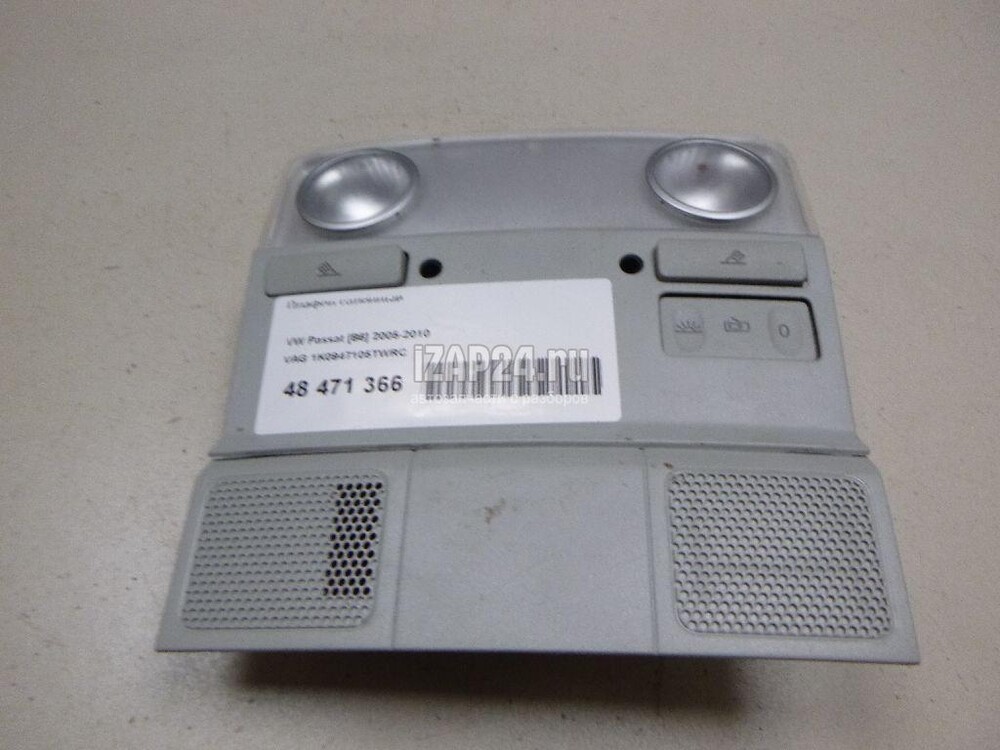 Плафон салонный
VW Passat [B6] 2005-2010
VAG 1K0947105TWRC
48 471 366
iZAP24.ru
автозапчасти с разборов
0